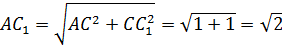 AC₁ = √(AC² + CC₁²) = √(1 + 1) = √2